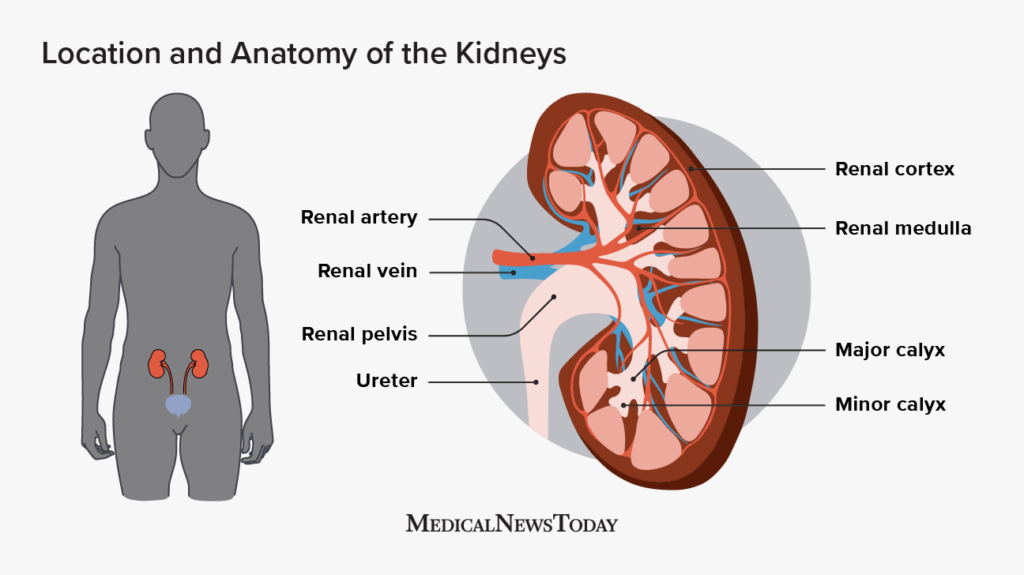 Location and Anatomy of the Kidneys
Renal artery
Renal vein
Renal pelvis
Ureter
Renal cortex
Renal medulla
Major calyx
Minor calyx
MEDICALNEWSTODAY